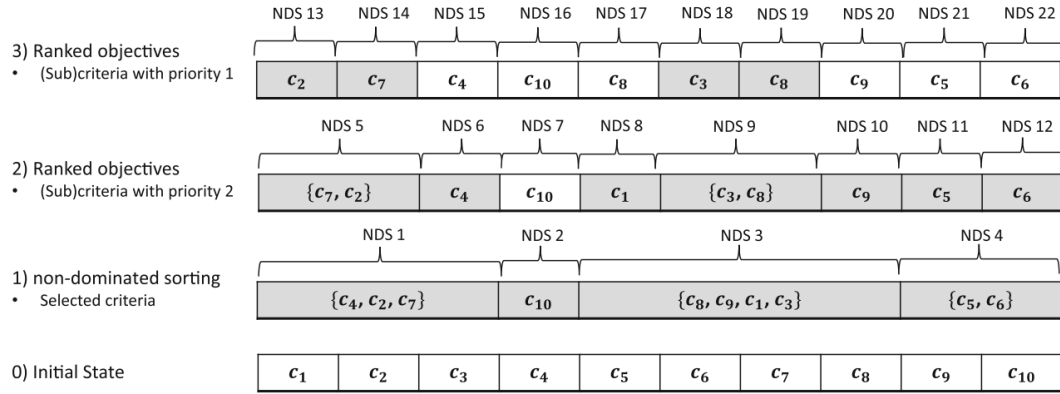 NDS 13 NDS 14 NDS 15 NDS 16 NDS 17 NDS 18 NDS 19 NDS 20 NDS 21 NDS 22
3) Ranked objectives
• (Sub)criteria with priority 1
c2 c7 c4 c10 c8 c3 c8 c9 c5 c6
NDS 5 NDS 6 NDS 7 NDS 8 NDS 9 NDS 10 NDS 11 NDS 12
2) Ranked objectives
• (Sub)criteria with priority 2
{c7, c2} c4 c10 c1 {c3, c8} c9 c5 c6
NDS 1 NDS 2 NDS 3 NDS 4
1) non-dominated sorting
• Selected criteria
{c4, c2, c7} c10 {c8, c9, c1, c3} {c5, c6}
0) Initial State
c1 c2 c3 c4 c5 c6 c7 c8 c9 c10